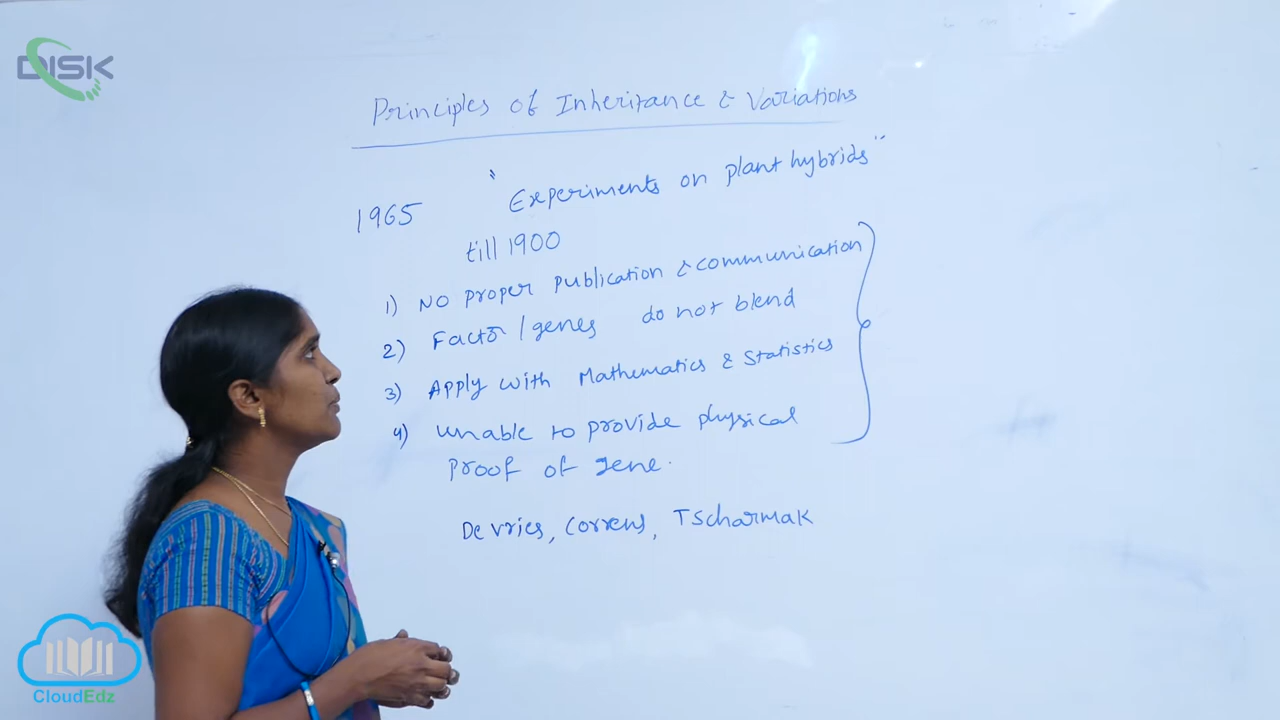 DISK
Principles of Inheritance & Variations
1965 "Experiments on plant hybrids"
till 1900
1) No proper publication & communication
2) Factor/genes do not blend
3) Apply with Mathematics & Statistics
4) unable to provide physical
proof of gene.
De vries, Correns, Tscharmak
CloudEdz